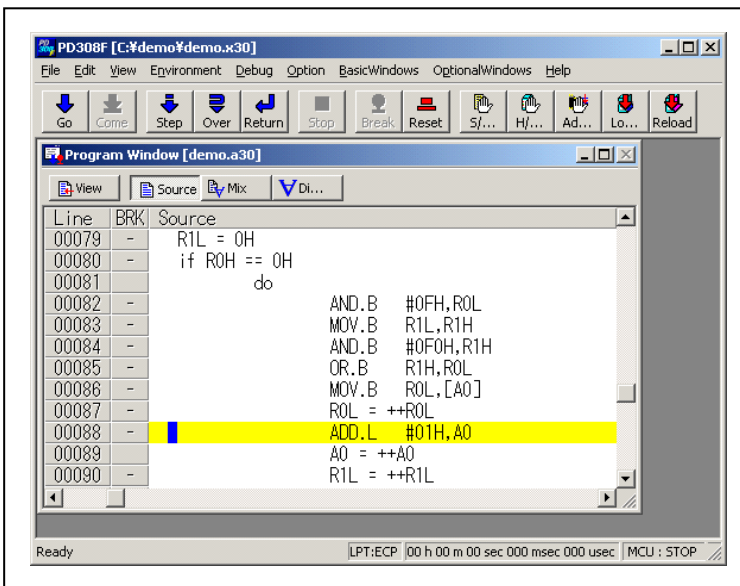 PD308F [C:¥demo¥demo.x30]
File Edit View Environment Debug Option BasicWindows OptionalWindows Help
Go Come Step Over Return Stop Break Reset S/... H/... Ad... Lo... Reload
Program Window [demo.a30]
View Source Mix Di...
Line BRK Source
00079 - R1L = 0H
00080 - if R0H == 0H
00081 do
00082 - AND.B #0FH,R0L
00083 - MOV.B R1L,R1H
00084 - AND.B #0F0H,R1H
00085 - OR.B R1H,R0L
00086 - MOV.B R0L,[A0]
00087 - R0L = ++R0L
00088 - ADD.L #01H,A0
00089 A0 = ++A0
00090 - R1L = ++R1L
Ready LPT:ECP 00 h 00 m 00 sec 000 msec 000 usec MCU : STOP